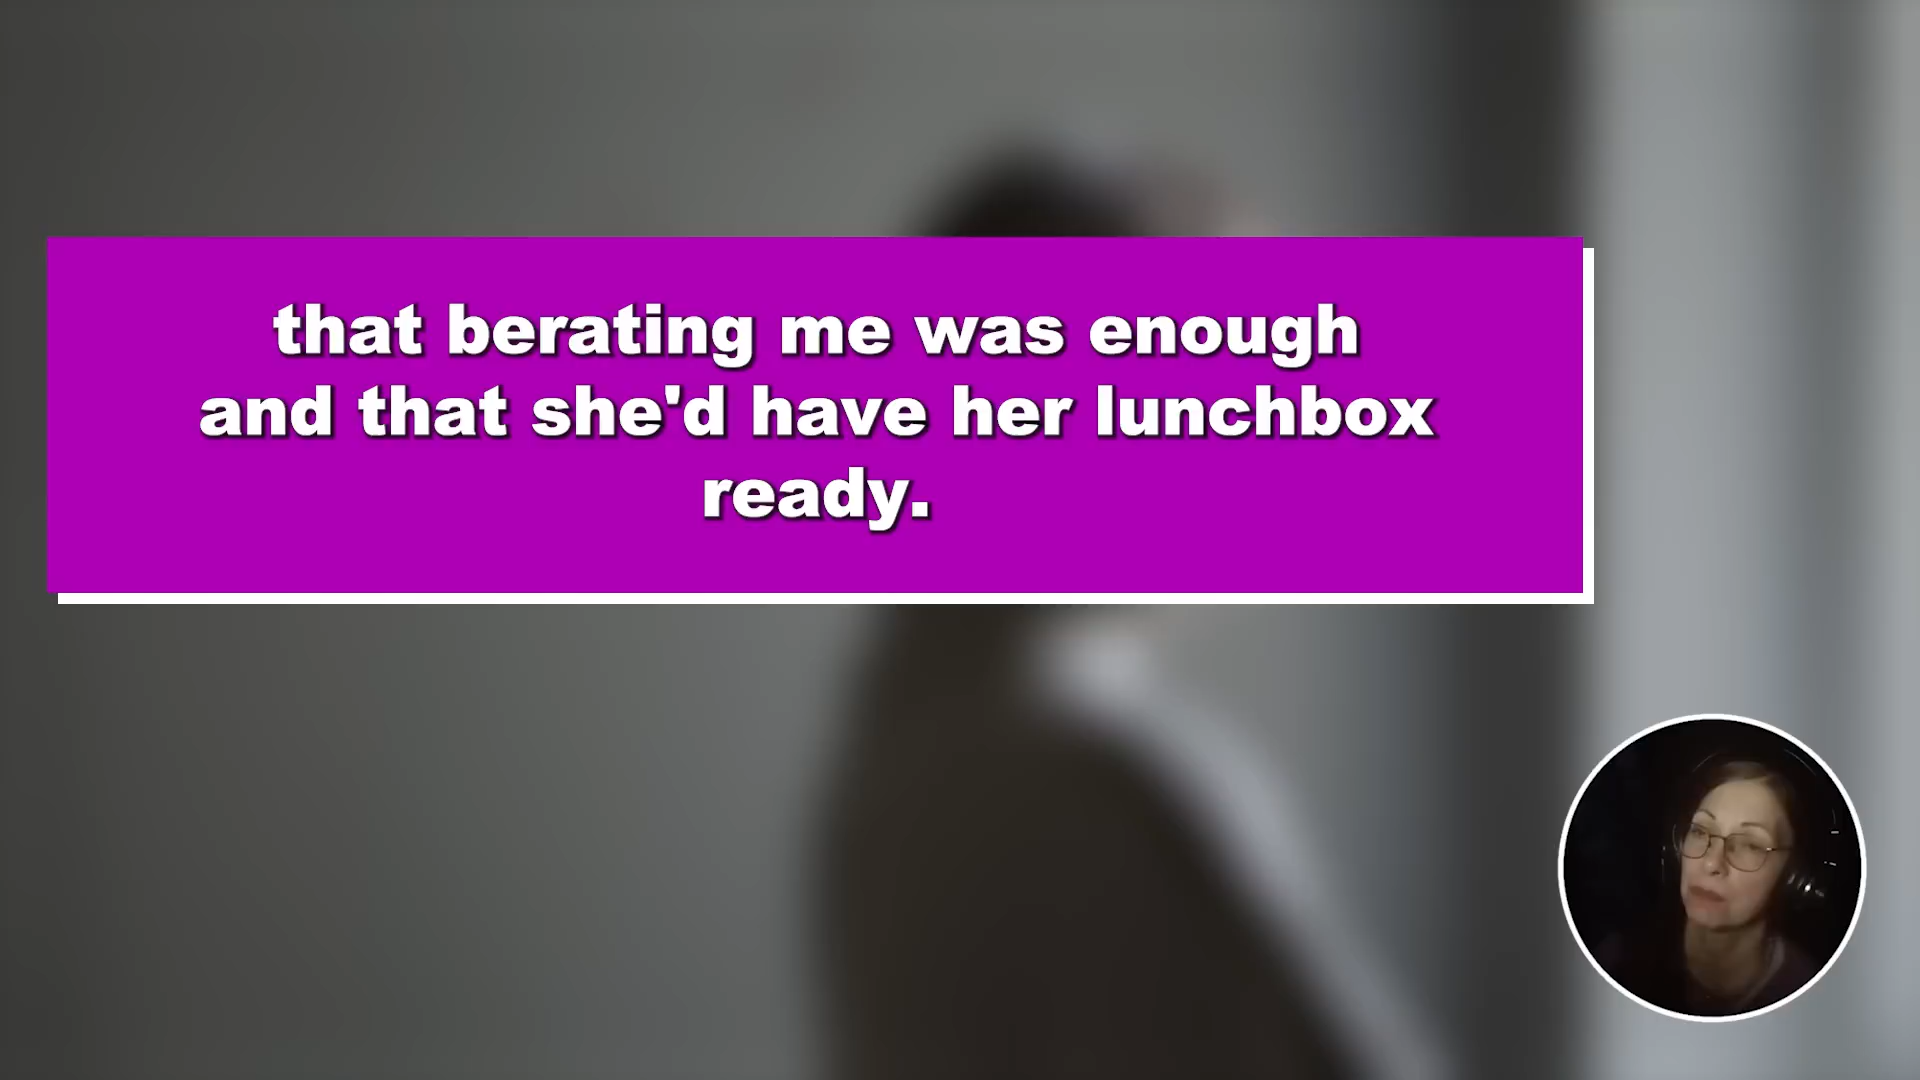 that berating me was enough
and that she'd have her lunchbox
ready.